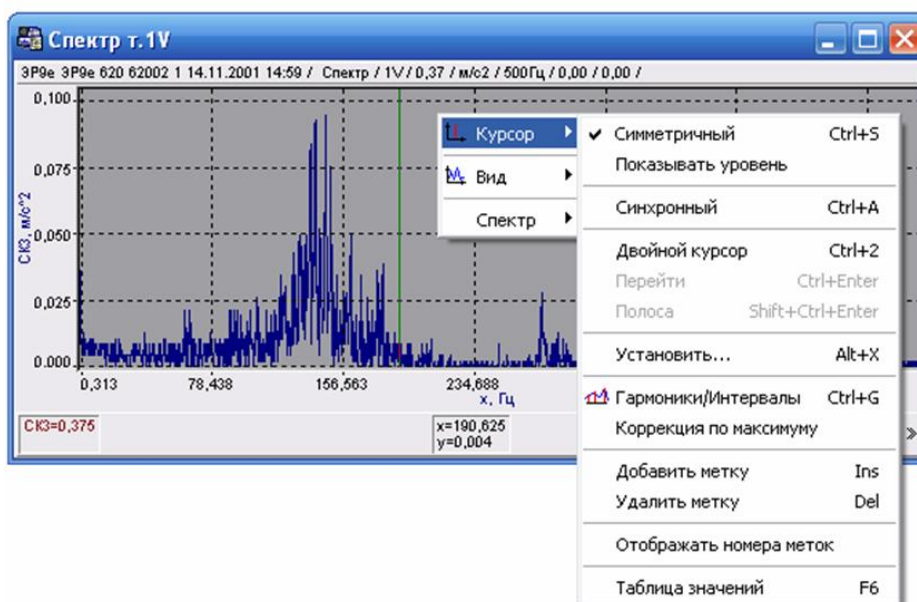 Спектр т.1V
ЭР9е ЭР9е 620 62002 1 14.11.2001 14:59 / Спектр / 1V / 0,37 / м/с2 / 500Гц / 0,00 / 0,00 /
0,100
0,075
0,050
0,025
0,000
СКЗ, м/с^2
0,313 78,438 156,563 234,688
х, Гц
СКЗ=0,375
x=190,625
y=0,004
Курсор
Вид
Спектр
Симметричный Ctrl+S
Показывать уровень
Синхронный Ctrl+A
Двойной курсор Ctrl+2
Перейти Ctrl+Enter
Полоса Shift+Ctrl+Enter
Установить... Alt+X
Гармоники/Интервалы Ctrl+G
Коррекция по максимуму
Добавить метку Ins
Удалить метку Del
Отображать номера меток
Таблица значений F6